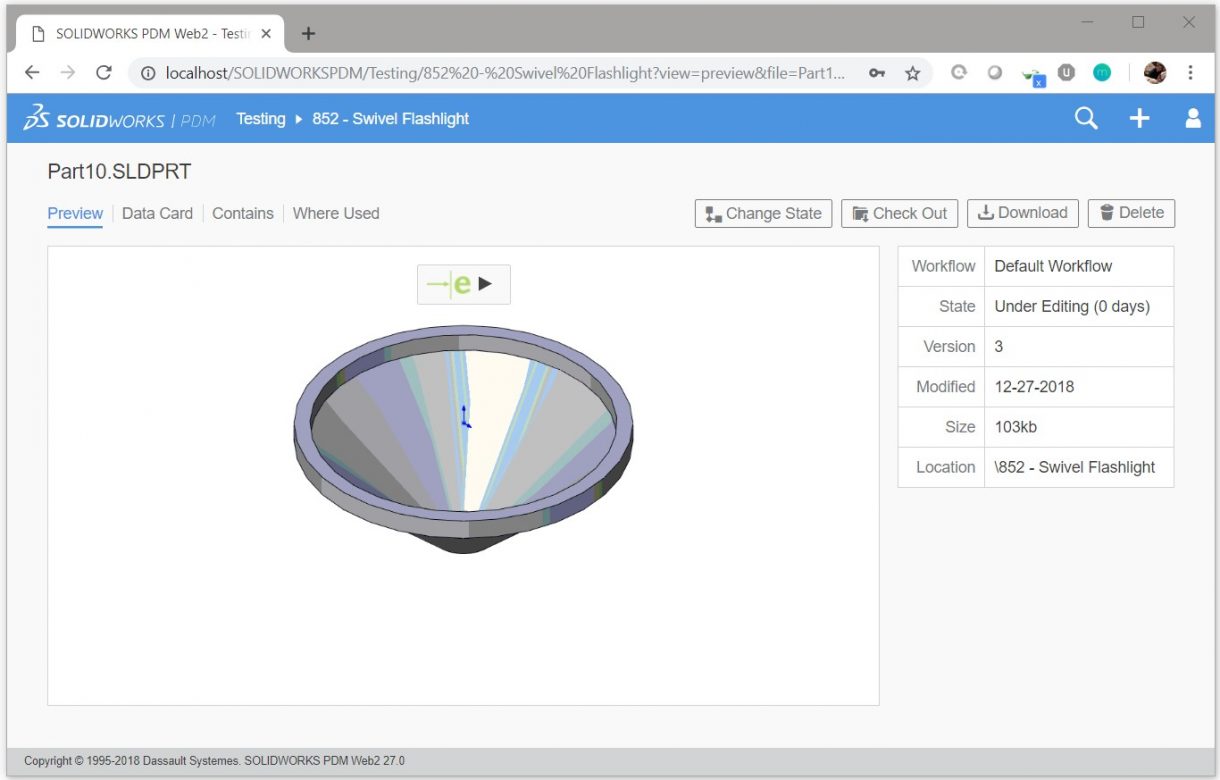 SOLIDWORKS PDM Web2 - Testin
localhost/SOLIDWORKSPDM/Testing/852%20-%20Swivel%20Flashlight?view=preview&file=Part1...
SOLIDWORKS | PDM Testing ▸ 852 - Swivel Flashlight
Part10.SLDPRT
Preview Data Card Contains Where Used
Change State Check Out Download Delete
e
Workflow Default Workflow
State Under Editing (0 days)
Version 3
Modified 12-27-2018
Size 103kb
Location \852 - Swivel Flashlight
Copyright © 1995-2018 Dassault Systemes. SOLIDWORKS PDM Web2 27.0